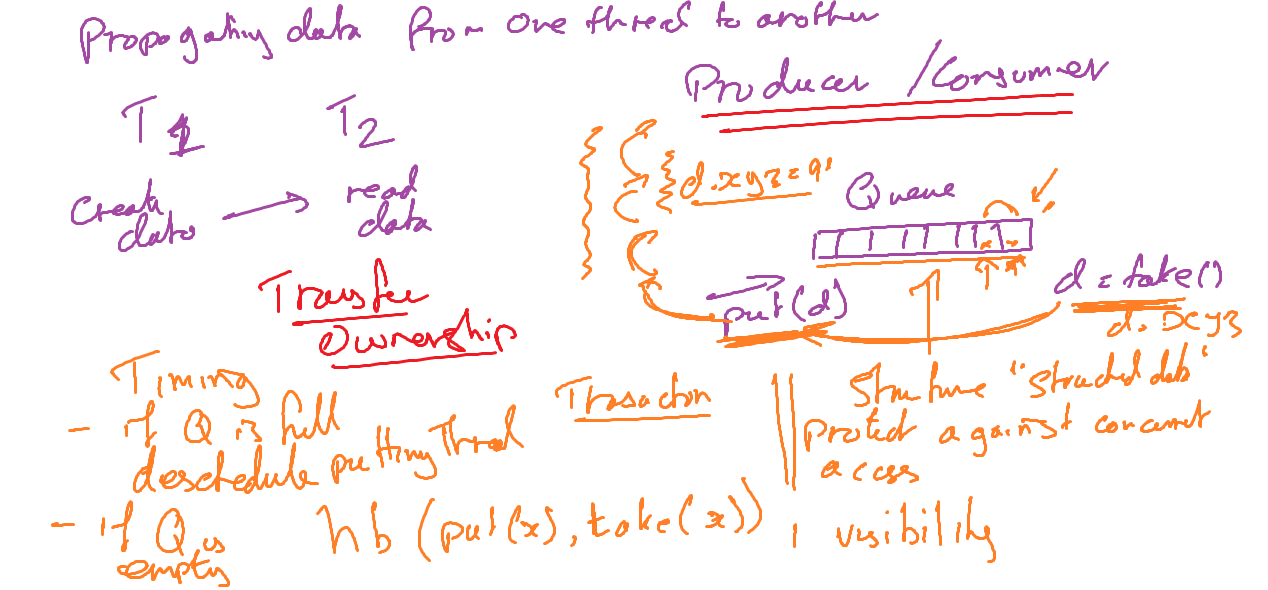 Propogating data from one thread to another
Producer / Consumer
T1
T2
Create
data
read
data
d.xyz = 9'
Queue
put(d)
d = take()
d.xyz
Transfer
Ownership
Timing
- if Q is full
deschedule putting Thread
- if Q is
empty
Trasaction
Structure "Structed data"
Protect against concurrent
access
hb (put(x), take(x))
visibility